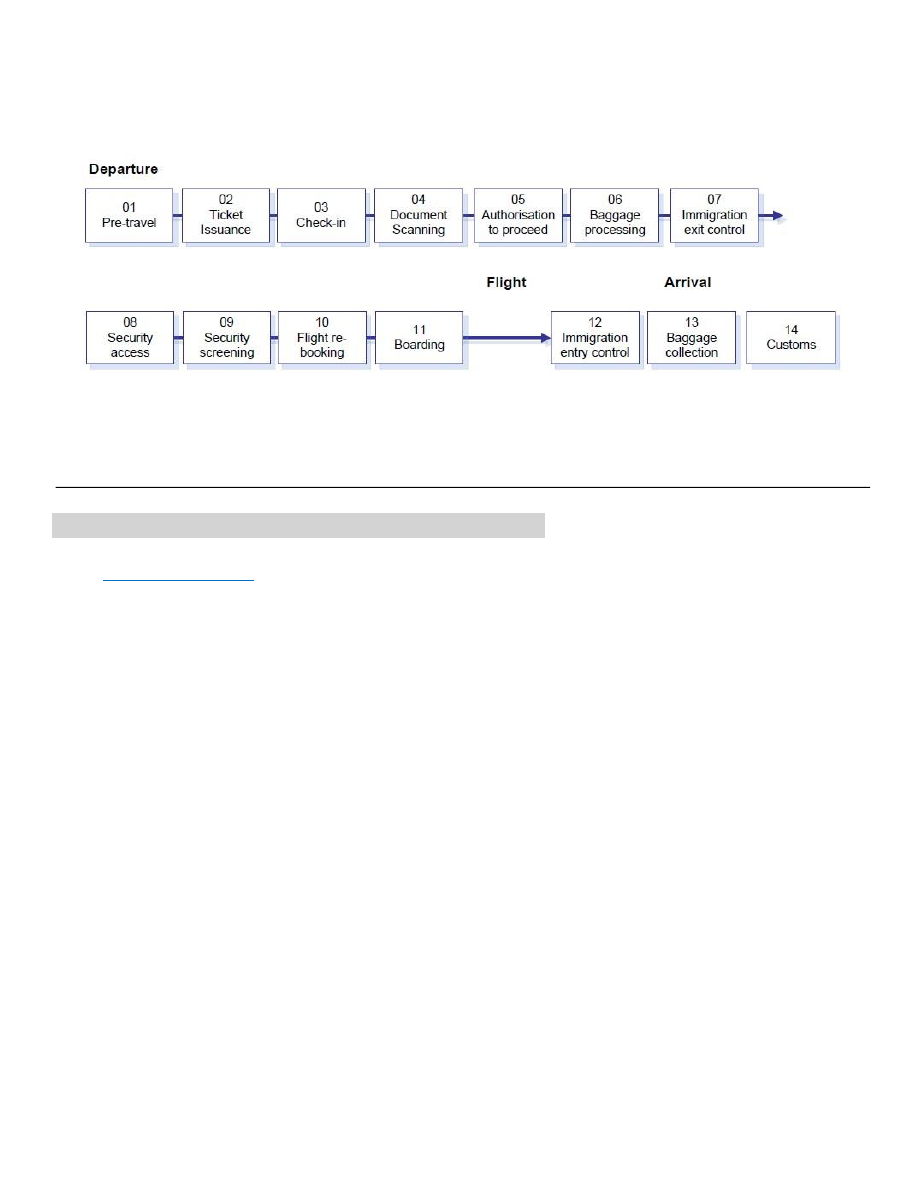 Departure
01
Pre-travel
02
Ticket
Issuance
03
Check-in
04
Document
Scanning
05
Authorisation
to proceed
06
Baggage
processing
07
Immigration
exit control
Flight
Arrival
08
Security
access
09
Security
screening
10
Flight re-
booking
11
Boarding
12
Immigration
entry control
13
Baggage
collection
14
Customs